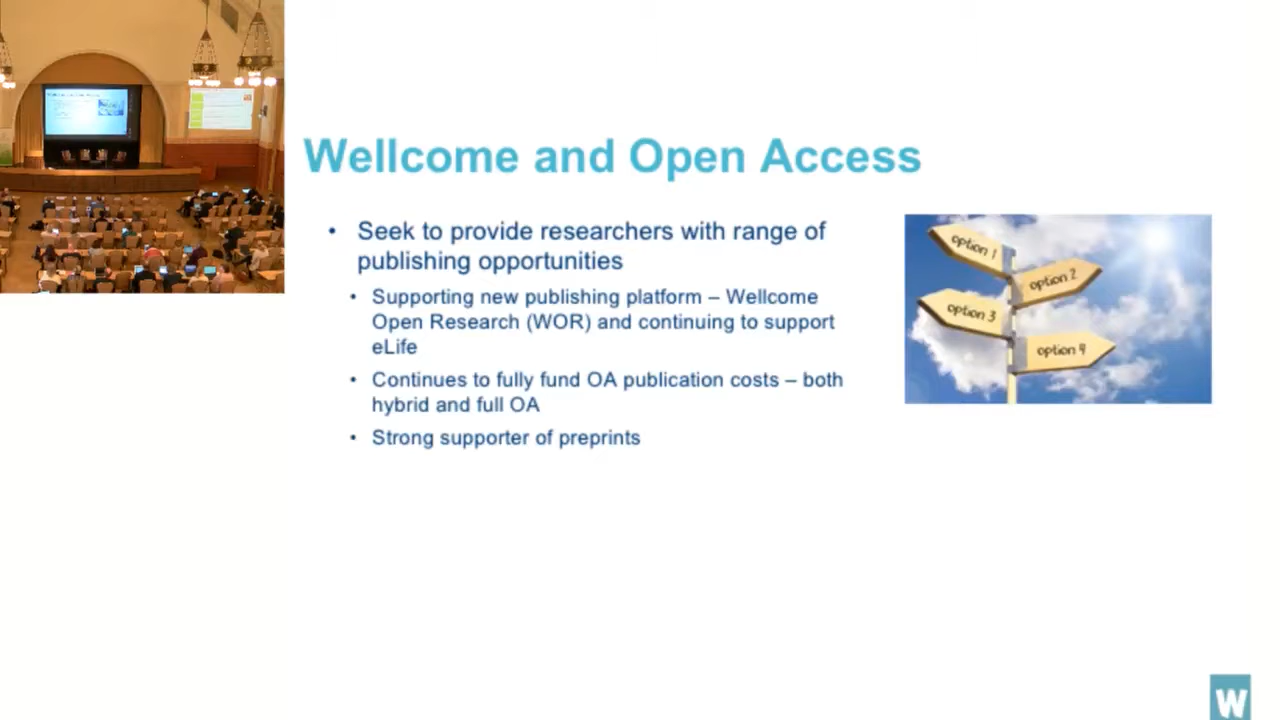 Wellcome and Open Access
• Seek to provide researchers with range of
publishing opportunities
• Supporting new publishing platform – Wellcome
Open Research (WOR) and continuing to support
eLife
• Continues to fully fund OA publication costs – both
hybrid and full OA
• Strong supporter of preprints
option 1
option 2
option 3
option 4
W